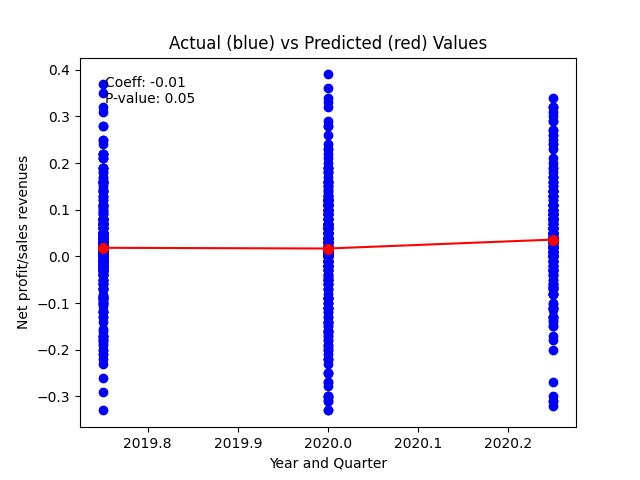 Actual (blue) vs Predicted (red) Values
Coeff: -0.01
P-value: 0.05
0.4
0.3
0.2
0.1
0.0
−0.1
−0.2
−0.3
Net profit/sales revenues
2019.8 2019.9 2020.0 2020.1 2020.2
Year and Quarter